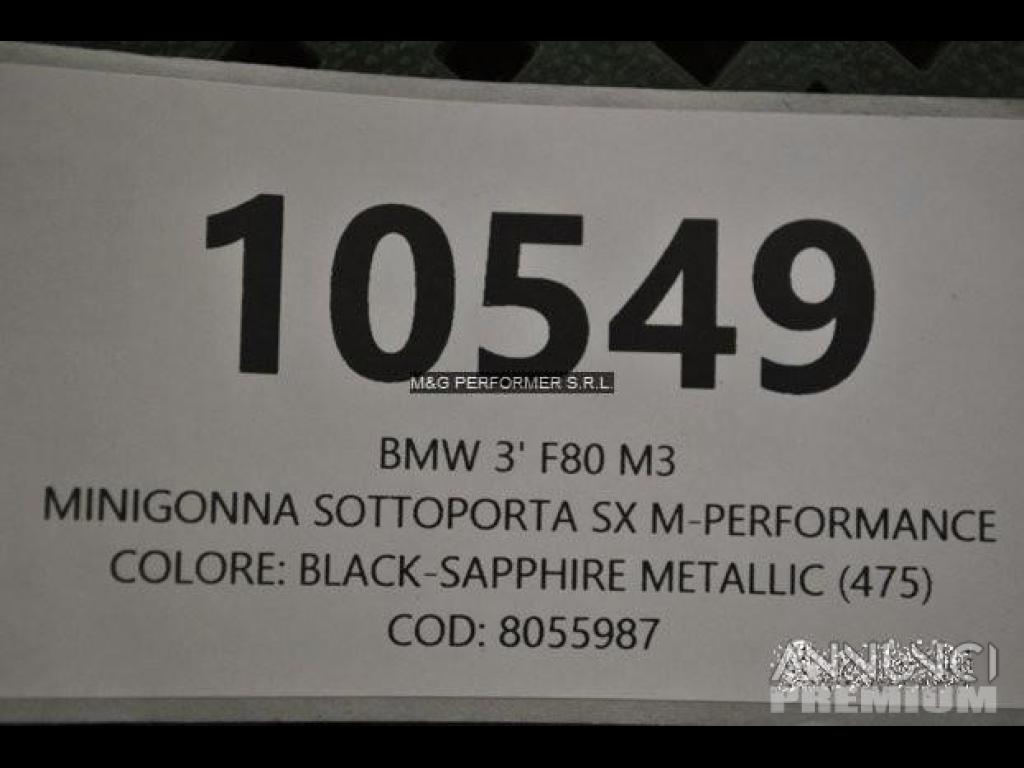 10549
M&G PERFORMER S.R.L.
BMW 3' F80 M3
MINIGONNA SOTTOPORTA SX M-PERFORMANCE
COLORE: BLACK-SAPPHIRE METALLIC (475)
COD: 8055987
ANNUNCI
PREMIUM